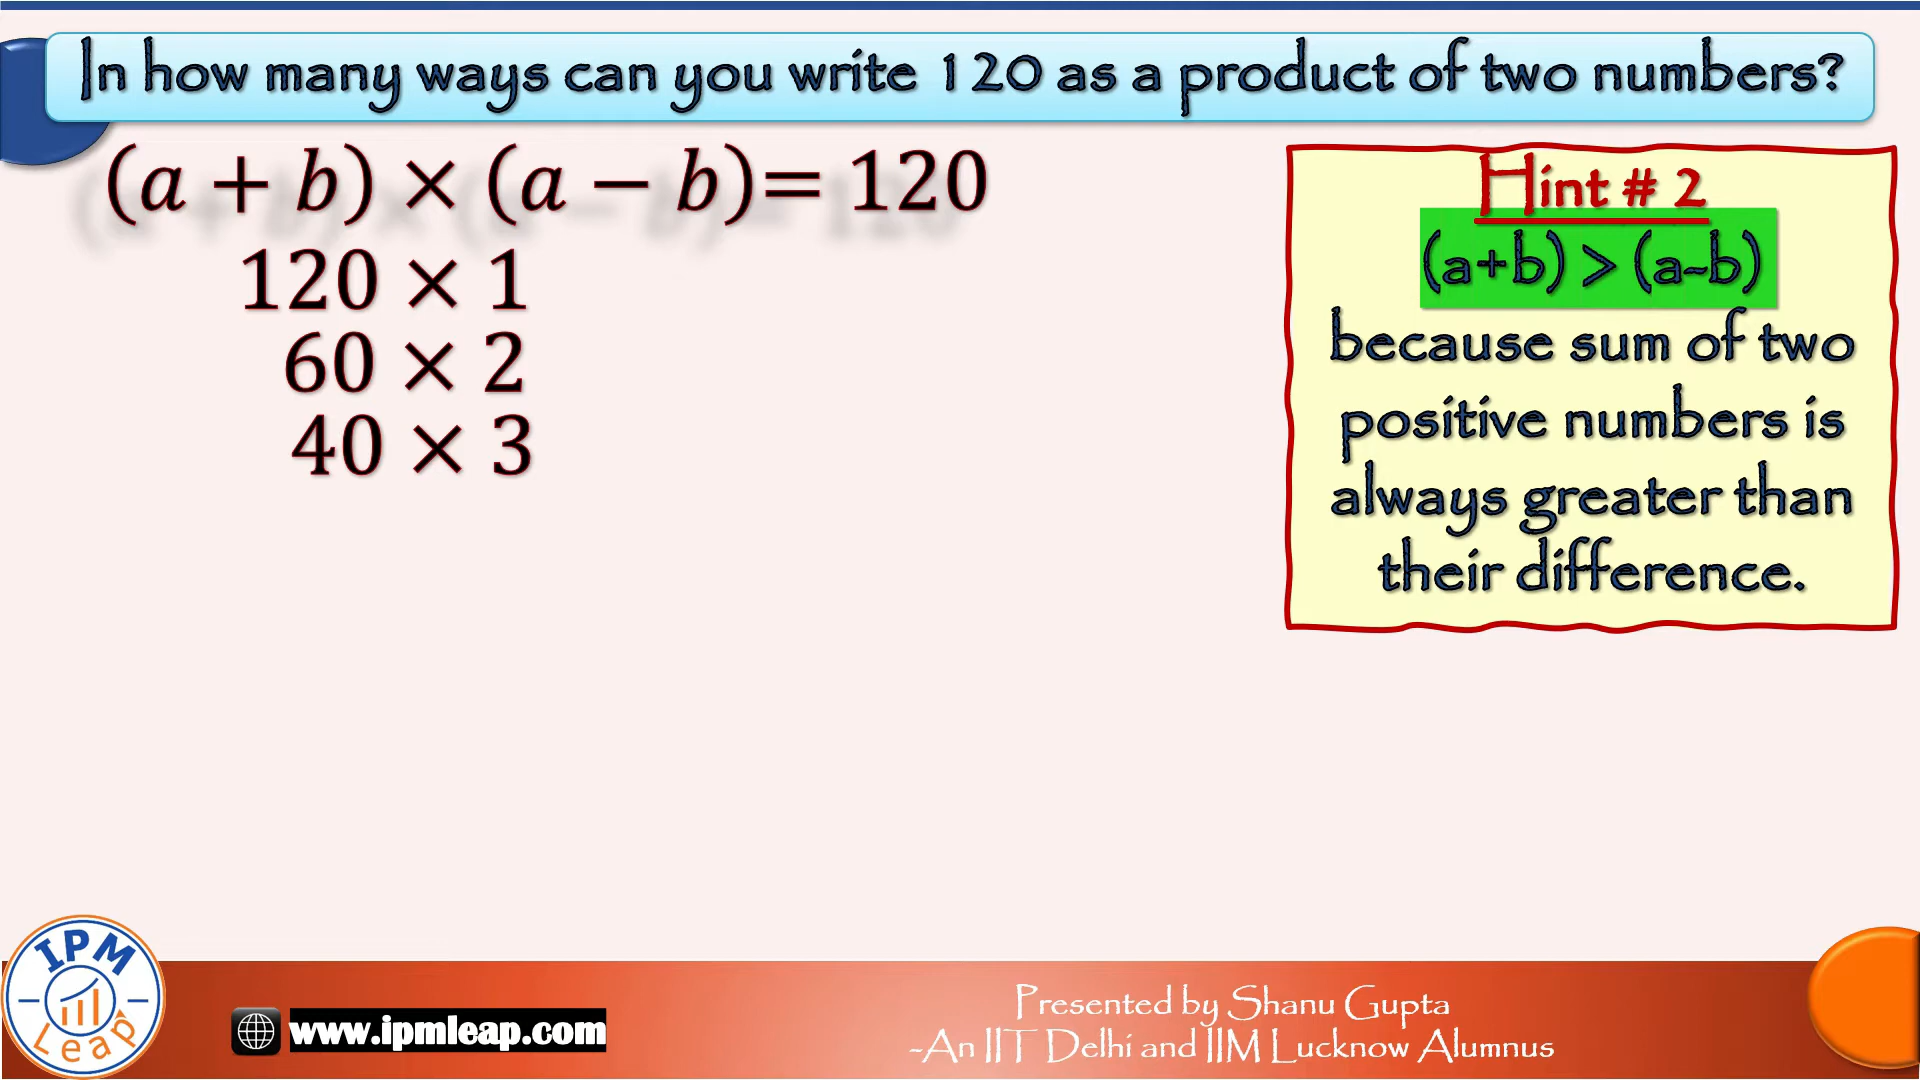 In how many ways can you write 120 as a product of two numbers?
(a + b) × (a − b)= 120
120 × 1
60 × 2
40 × 3
Hint # 2
(a+b) > (a-b)
because sum of two
positive numbers is
always greater than
their difference.
IPM
Leap
www.ipmleap.com
Presented by Shanu Gupta
-An IIT Delhi and IIM Lucknow Alumnus